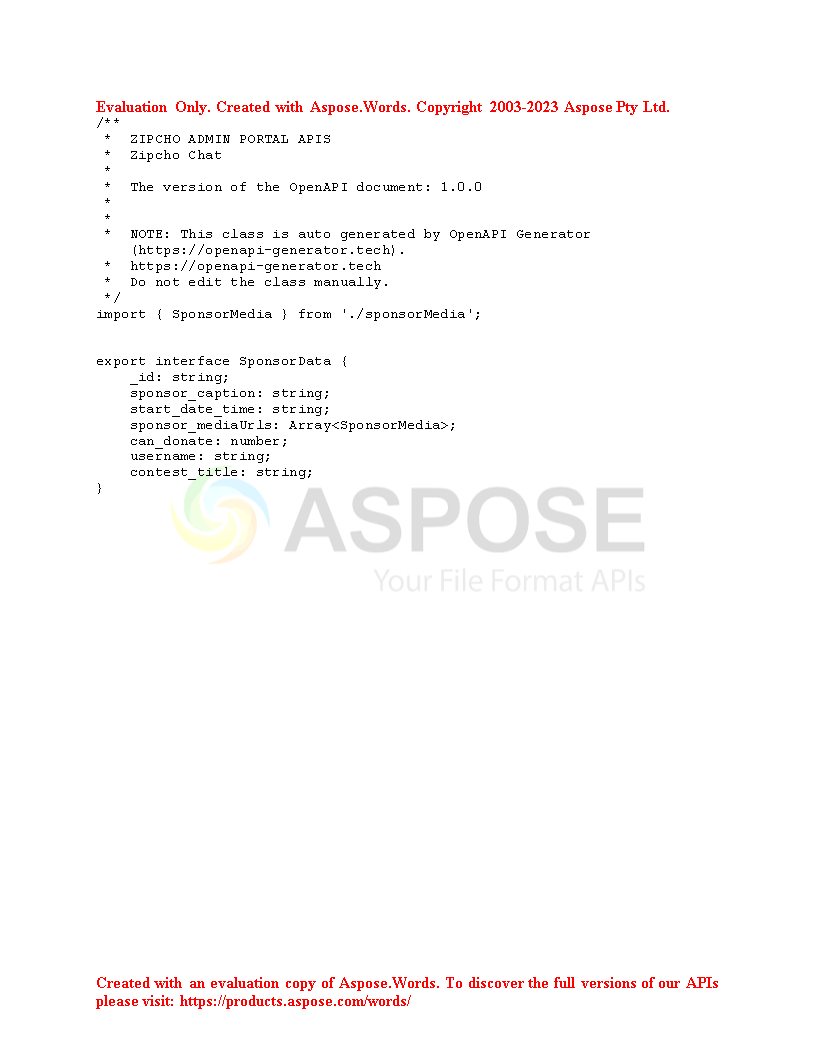 Evaluation Only. Created with Aspose.Words. Copyright 2003-2023 Aspose Pty Ltd.
/**
 *  ZIPCHO ADMIN PORTAL APIS
 *  Zipcho Chat
 *
 *  The version of the OpenAPI document: 1.0.0
 *
 *
 *  NOTE: This class is auto generated by OpenAPI Generator
    (https://openapi-generator.tech).
 *  https://openapi-generator.tech
 *  Do not edit the class manually.
 */
import { SponsorMedia } from './sponsorMedia';
export interface SponsorData {
    _id: string;
    sponsor_caption: string;
    start_date_time: string;
    sponsor_mediaUrls: Array<SponsorMedia>;
    can_donate: number;
    username: string;
    contest_title: string;
}
ASPOSE
Your File Format APIs
Created with an evaluation copy of Aspose.Words. To discover the full versions of our APIs
please visit: https://products.aspose.com/words/